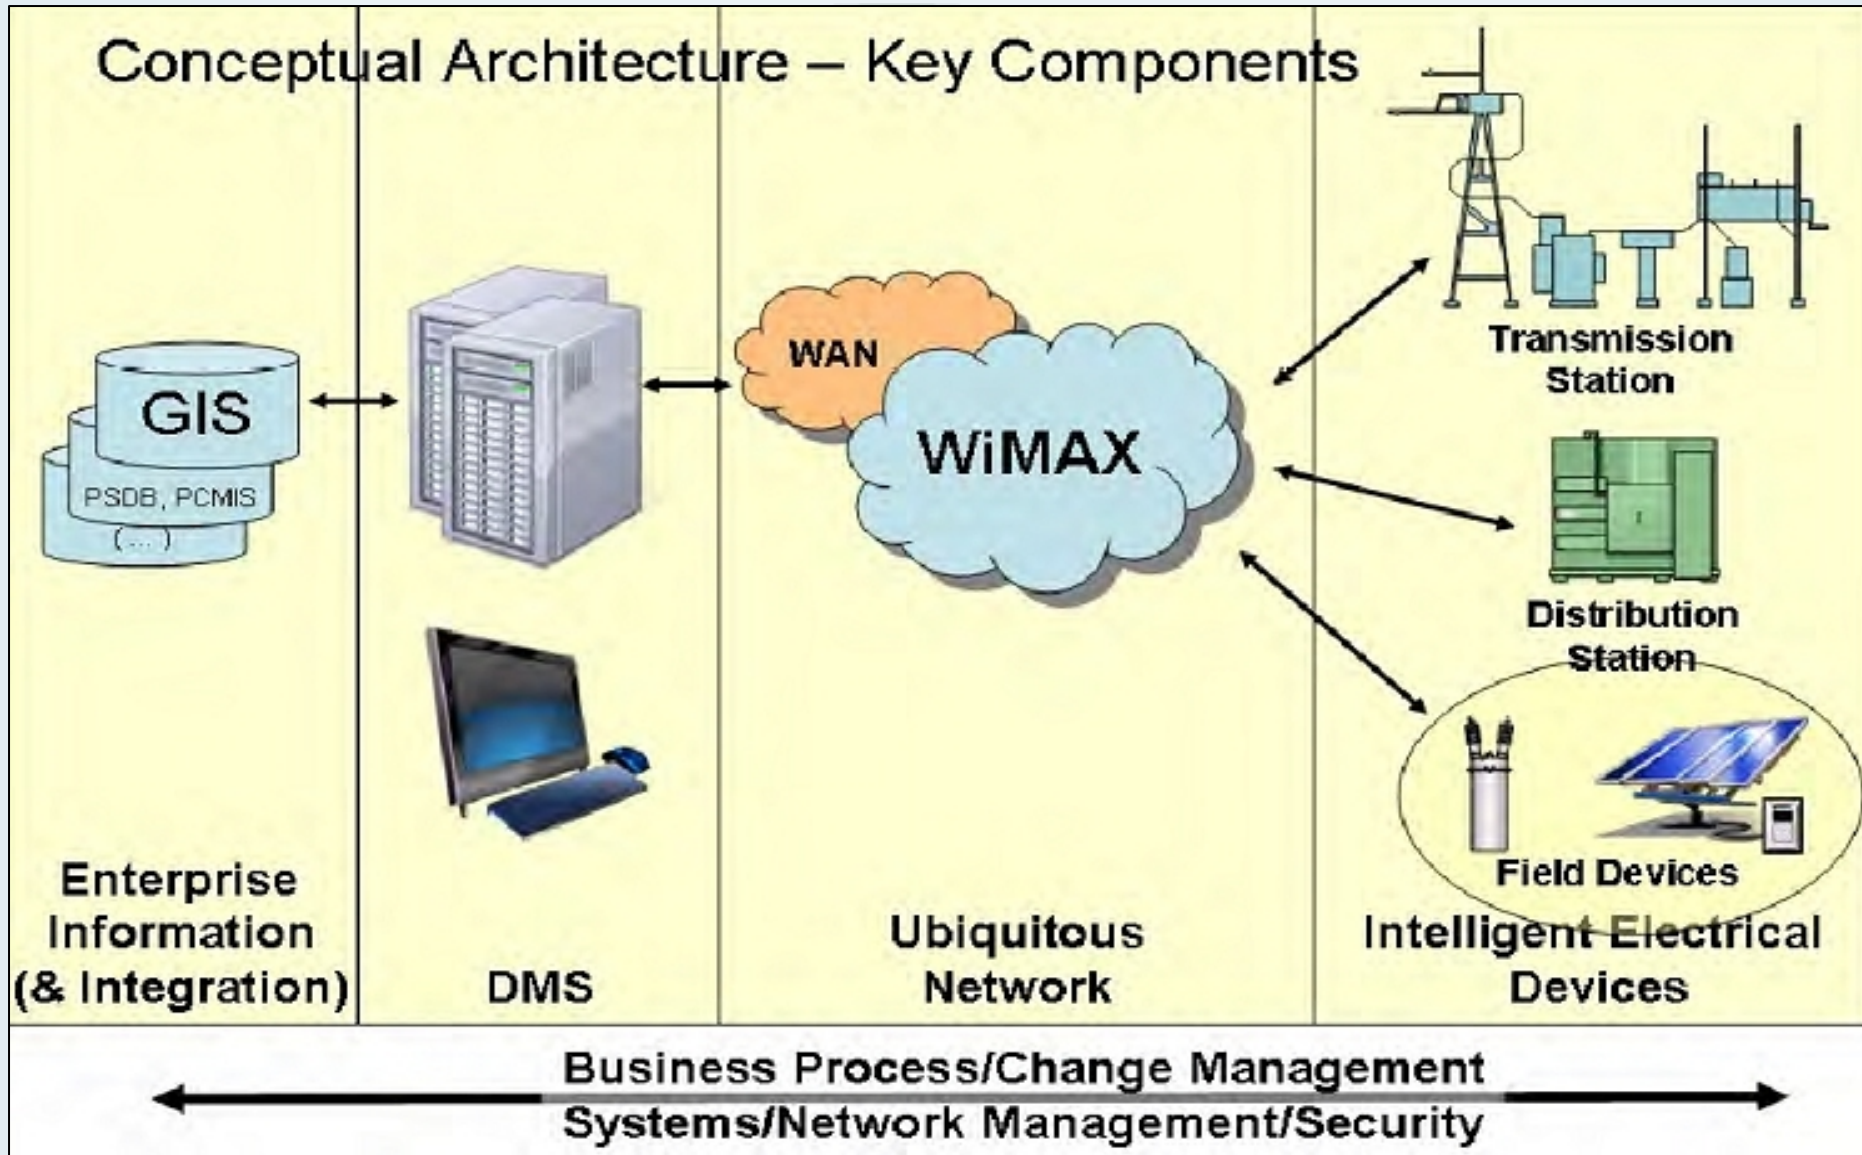 Conceptual Architecture – Key Components
GIS
PSDB, PCMIS
(...)
WAN
WiMAX
Transmission
Station
Distribution
Station
Field Devices
Enterprise
Information
(& Integration)
DMS
Ubiquitous
Network
Intelligent Electrical
Devices
Business Process/Change Management
Systems/Network Management/Security